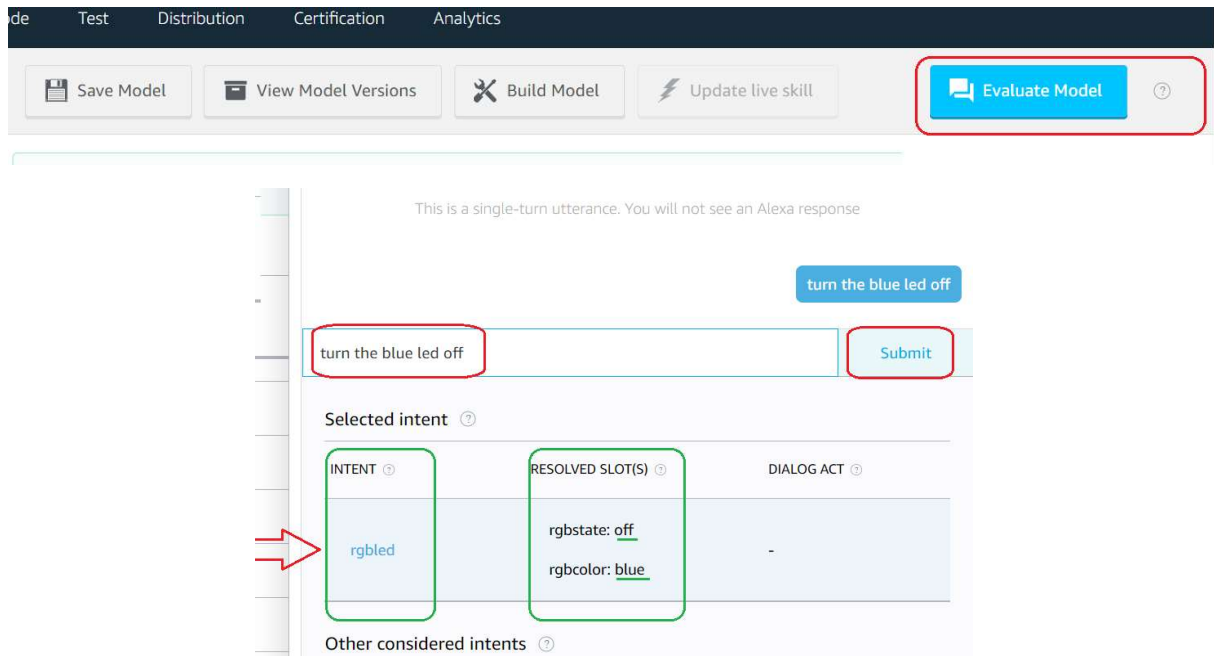 ode Test Distribution Certification Analytics
Save Model View Model Versions Build Model Update live skill Evaluate Model ?
This is a single-turn utterance. You will not see an Alexa response
turn the blue led off
turn the blue led off Submit
Selected intent ?
INTENT ? RESOLVED SLOT(S) ? DIALOG ACT ?
rgbstate: off
rgbled -
rgbcolor: blue
Other considered intents ?